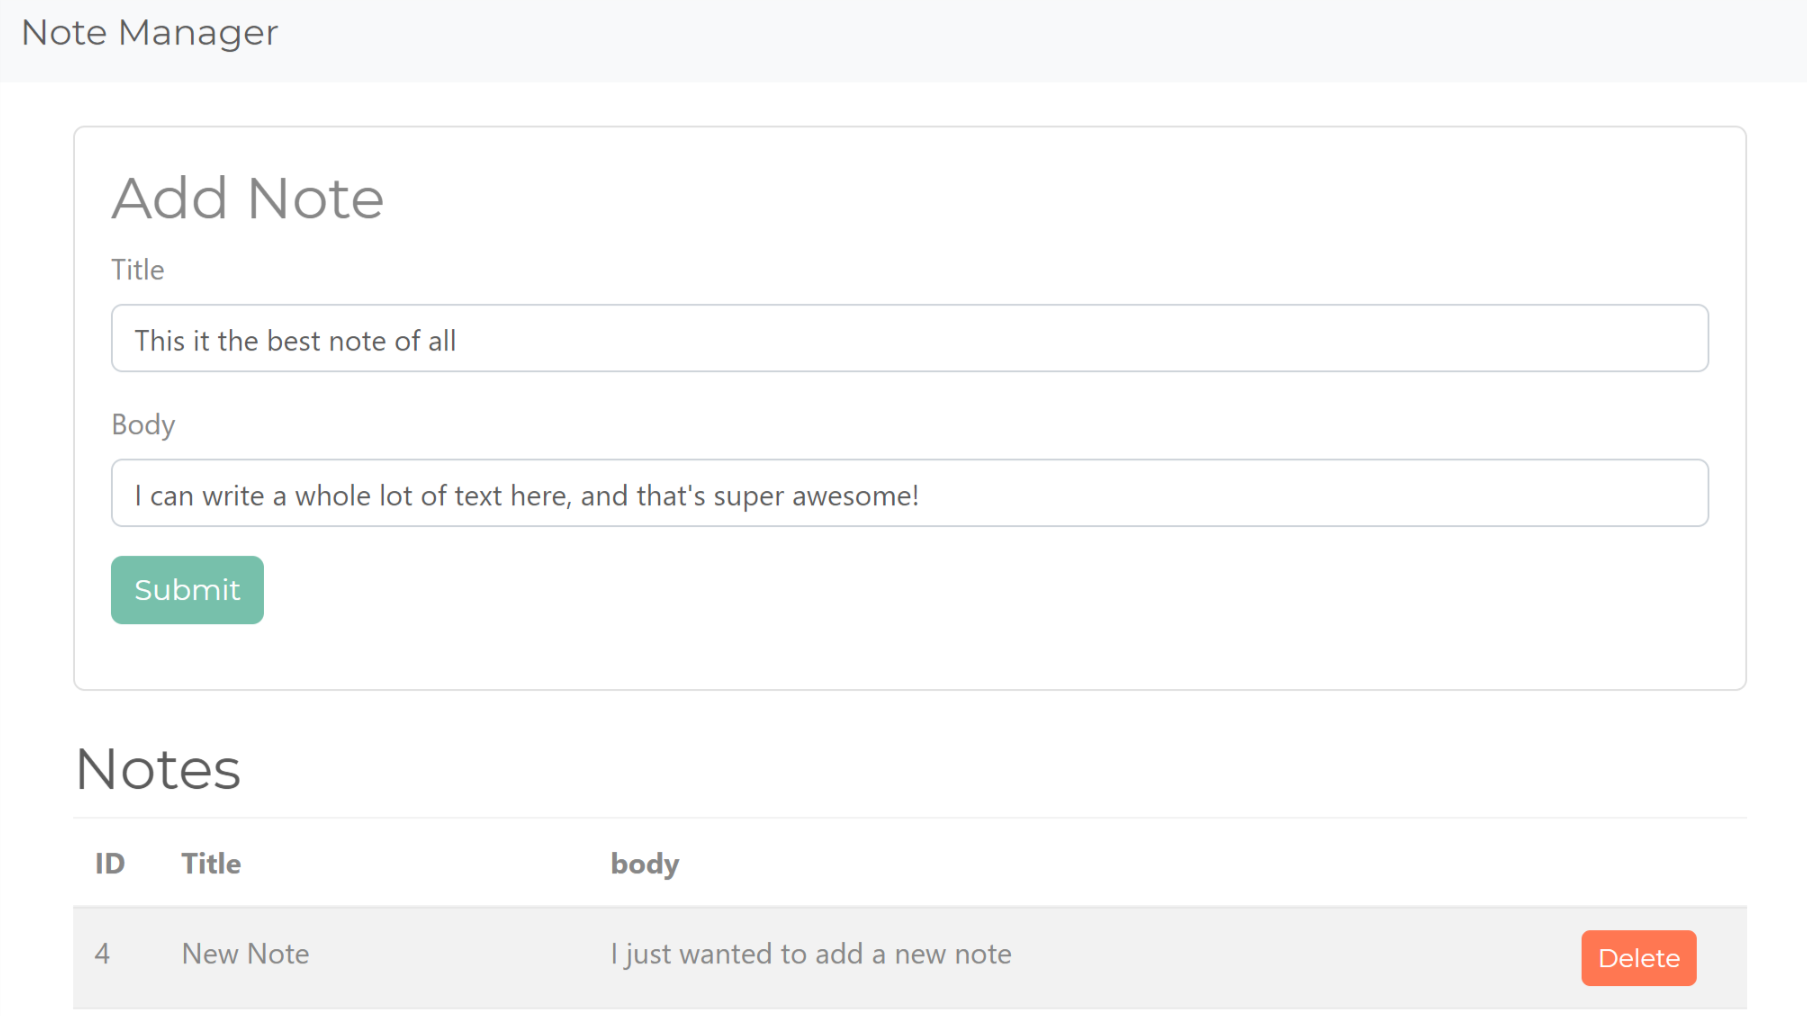 Note Manager
Add Note
Title
This it the best note of all
Body
I can write a whole lot of text here, and that's super awesome!
Submit
Notes
ID Title body
4 New Note I just wanted to add a new note Delete